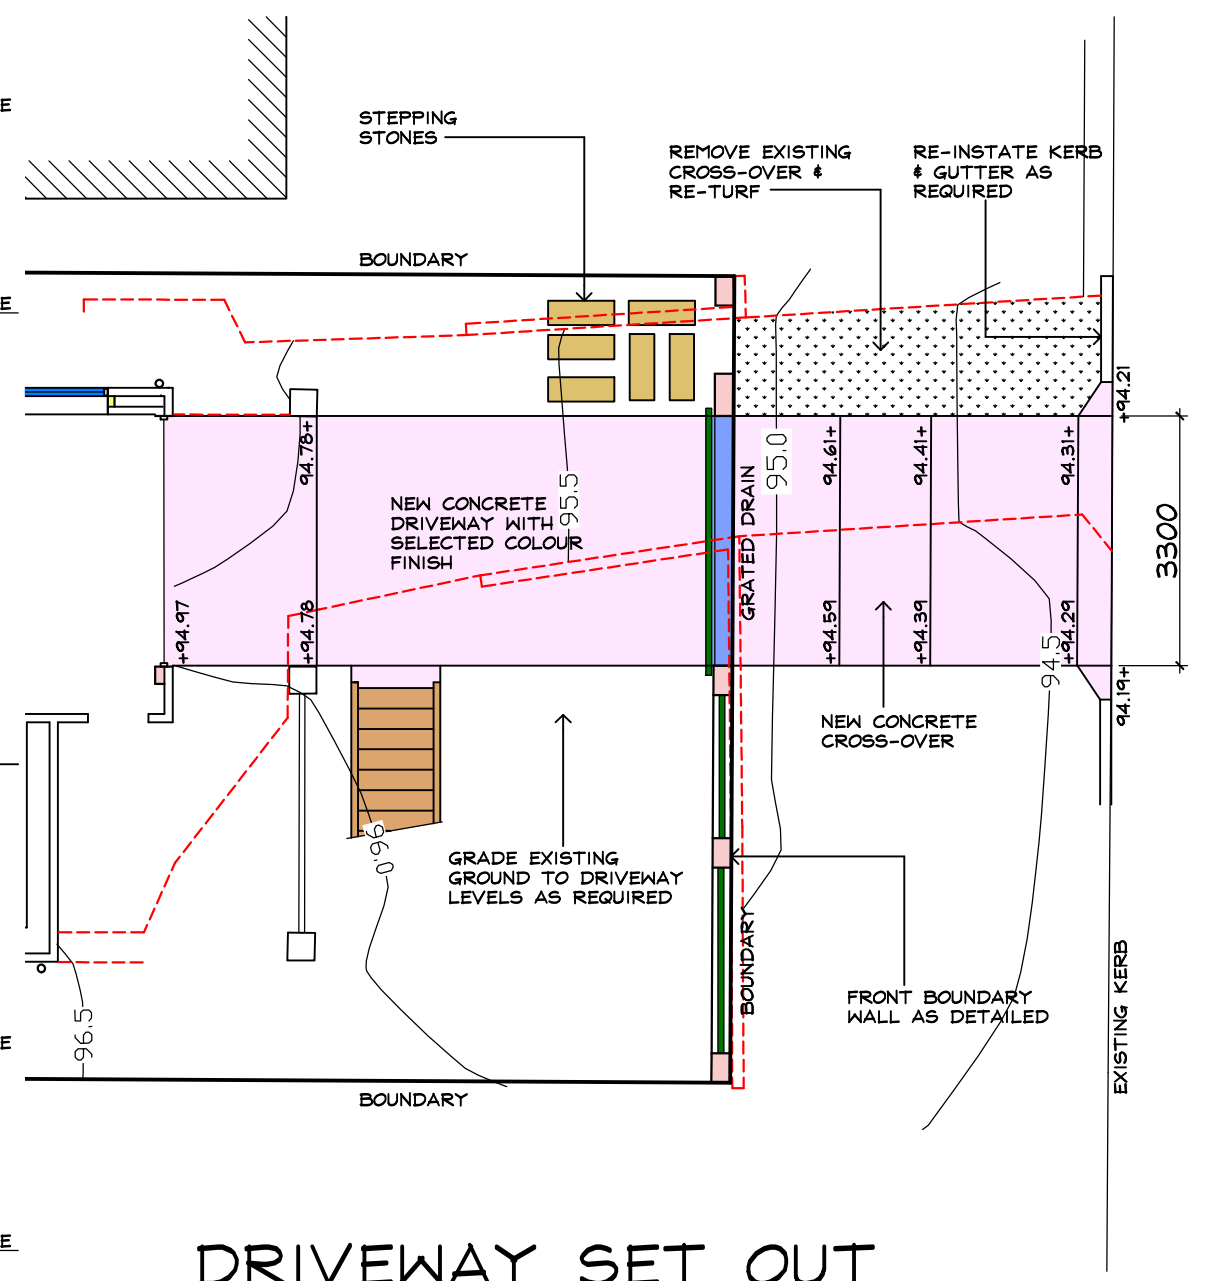 E
STEPPING
STONES
REMOVE EXISTING
CROSS-OVER &
RE-TURF
RE-INSTATE KERB
& GUTTER AS
REQUIRED
BOUNDARY
E
+94.21
94.78+
94.61+
94.41+
94.31+
95.0
95.5
NEW CONCRETE
DRIVEWAY WITH
SELECTED COLOUR
FINISH
GRATED DRAIN
3300
+94.97
+94.78
+94.59
+94.39
+94.29
94.5
94.19+
NEW CONCRETE
CROSS-OVER
96.0
GRADE EXISTING
GROUND TO DRIVEWAY
LEVELS AS REQUIRED
BOUNDARY
FRONT BOUNDARY
WALL AS DETAILED
EXISTING KERB
96.5
E
BOUNDARY
E
DRIVEWAY SET OUT